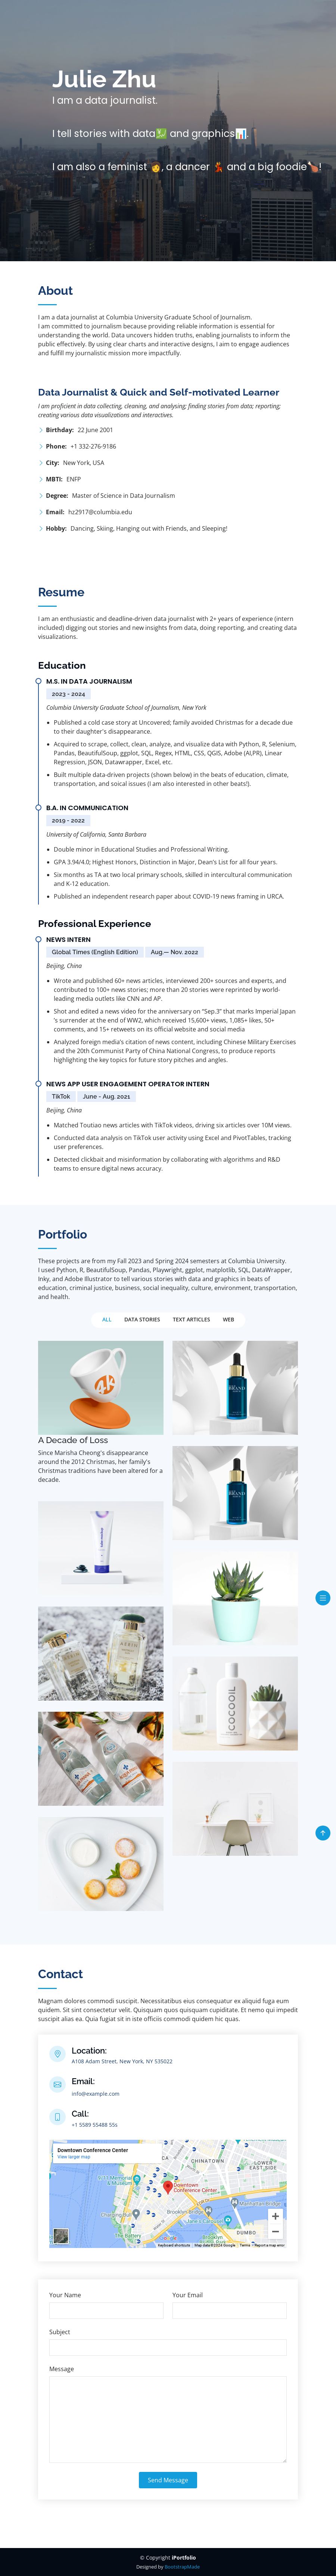 Julie Zhu
I am a data journalist.
I tell stories with data💹 and graphics📊.
I am also a feminist 👩, a dancer 💃 and a big foodie🍗!
About
I am a data journalist at Columbia University Graduate School of Journalism.
I am committed to journalism because providing reliable information is essential for
understanding the world. Data uncovers hidden truths, enabling journalists to inform the
public effectively. By using clear charts and interactive designs, I aim to engage audiences
and fulfill my journalistic mission more impactfully.
Data Journalist & Quick and Self-motivated Learner
I am proficient in data collecting, cleaning, and analysing; finding stories from data; reporting;
creating various data visualizations and interactives.
Birthday: 22 June 2001
Phone: +1 332-276-9186
City: New York, USA
MBTI: ENFP
Degree: Master of Science in Data Journalism
Email: hz2917@columbia.edu
Hobby: Dancing, Skiing, Hanging out with Friends, and Sleeping!
Resume
I am an enthusiastic and deadline-driven data journalist with 2+ years of experience (intern
included) digging out stories and new insights from data, doing reporting, and creating data
visualizations.
Education
M.S. IN DATA JOURNALISM
2023 - 2024
Columbia University Graduate School of Journalism, New York
Published a cold case story at Uncovered; family avoided Christmas for a decade due
to their daughter's disappearance.
Acquired to scrape, collect, clean, analyze, and visualize data with Python, R, Selenium,
Pandas, BeautifulSoup, ggplot, SQL, Regex, HTML, CSS, QGIS, Adobe (AI,PR), Linear
Regression, JSON, Datawrapper, Excel, etc.
Built multiple data-driven projects (shown below) in the beats of education, climate,
transportation, and soical issues (I am also interested in other beats!).
B.A. IN COMMUNICATION
2019 - 2022
University of California, Santa Barbara
Double minor in Educational Studies and Professional Writing.
GPA 3.94/4.0; Highest Honors, Distinction in Major, Dean's List for all four years.
Six months as TA at two local primary schools, skilled in intercultural communication
and K-12 education.
Published an independent research paper about COVID-19 news framing in URCA.
Professional Experience
NEWS INTERN
Global Times (English Edition) Aug.— Nov. 2022
Beijing, China
Wrote and published 60+ news articles, interviewed 200+ sources and experts, and
contributed to 100+ news stories; more than 20 stories were reprinted by world-
leading media outlets like CNN and AP.
Shot and edited a news video for the anniversary on "Sep.3" that marks Imperial Japan
's surrender at the end of WW2, which received 15,600+ views, 1,085+ likes, 50+
comments, and 15+ retweets on its official website and social media
Analyzed foreign media's citation of news content, including Chinese Military Exercises
and the 20th Communist Party of China National Congress, to produce reports
highlighting the key topics for future story pitches and angles.
NEWS APP USER ENGAGEMENT OPERATOR INTERN
TikTok June - Aug. 2021
Beijing, China
Matched Toutiao news articles with TikTok videos, driving six articles over 10M views.
Conducted data analysis on TikTok user activity using Excel and PivotTables, tracking
user preferences.
Detected clickbait and misinformation by collaborating with algorithms and R&D
teams to ensure digital news accuracy.
Portfolio
These projects are from my Fall 2023 and Spring 2024 semesters at Columbia University.
I used Python, R, BeautifulSoup, Pandas, Playwright, ggplot, matplotlib, SQL, DataWrapper,
Inky, and Adobe Illustrator to tell various stories with data and graphics in beats of
education, criminal justice, business, social inequality, culture, environment, transportation,
and health.
ALL DATA STORIES TEXT ARTICLES WEB
A Decade of Loss
Since Marisha Cheong's disappearance
around the 2012 Christmas, her family's
Christmas traditions have been altered for a
decade.
BRAND
BRAND
COCOOIL
Contact
Magnam dolores commodi suscipit. Necessitatibus eius consequatur ex aliquid fuga eum
quidem. Sit sint consectetur velit. Quisquam quos quisquam cupiditate. Et nemo qui impedit
suscipit alias ea. Quia fugiat sit in iste officiis commodi quidem hic quas.
Location:
A108 Adam Street, New York, NY 535022
Email:
info@example.com
Call:
+1 5589 55488 55s
Downtown Conference Center
View larger map
CHINATOWN
LOWER
EAST SIDE
9/11 Memorial
& Museum
Downtown
Conference Center
Manhattan Bridge
Brooklyn Bridge
The Battery
Jane's Carousel
DUMBO
Keyboard shortcuts Map data ©2024 Google Terms Report a map error
Your Name
Your Email
Subject
Message
Send Message
© Copyright iPortfolio
Designed by BootstrapMade